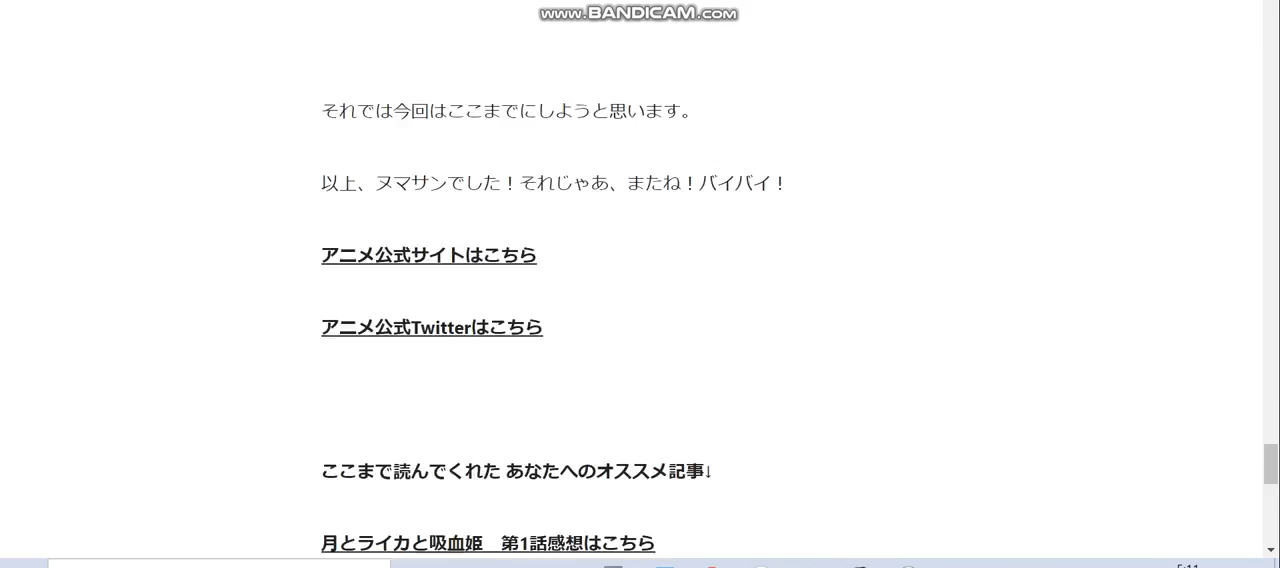 www.BANDICAM.com
それでは今回はここまでにしようと思います。
以上、ヌマサンでした！それじゃあ、またね！バイバイ！
アニメ公式サイトはこちら
アニメ公式Twitterはこちら
ここまで読んでくれた あなたへのオススメ記事↓
月とライカと吸血姫　第1話感想はこちら